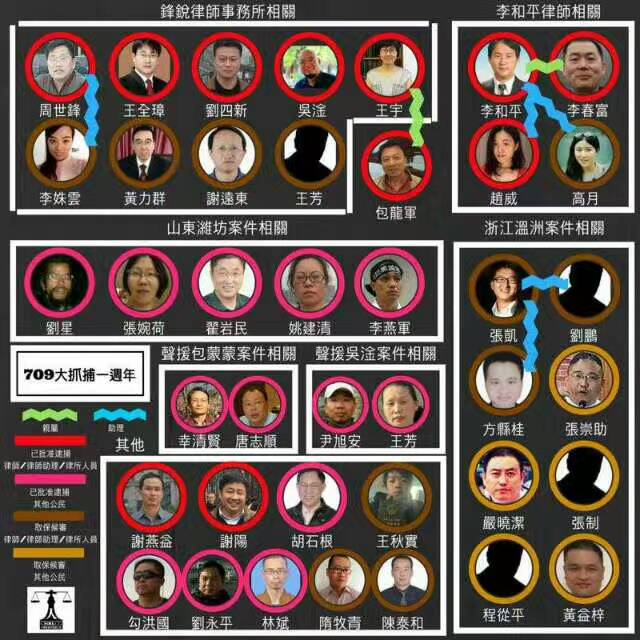 鋒銳律師事務所相關
周世鋒
王全璋
劉四新
吳淦
王宇
李姝雲
黃力群
謝遠東
王芳
包龍軍
李和平律師相關
李和平
李春富
趙威
高月
山東濰坊案件相關
劉星
張婉荷
翟岩民
姚建清
李燕軍
浙江溫洲案件相關
張凱
劉鵬
方縣桂
張崇助
嚴曉潔
張制
程從平
黃益梓
709大抓捕一週年
親屬
助理
其他
已批准逮捕
律師/律師助理/律所人員
已批准逮捕
其他公民
取保候審
律師/律師助理/律所人員
取保候審
其他公民
聲援包蒙蒙案件相關
幸清賢
唐志順
聲援吳淦案件相關
尹旭安
王芳
謝燕益
謝陽
胡石根
王秋實
勾洪國
劉永平
林斌
隋牧青
陳泰和